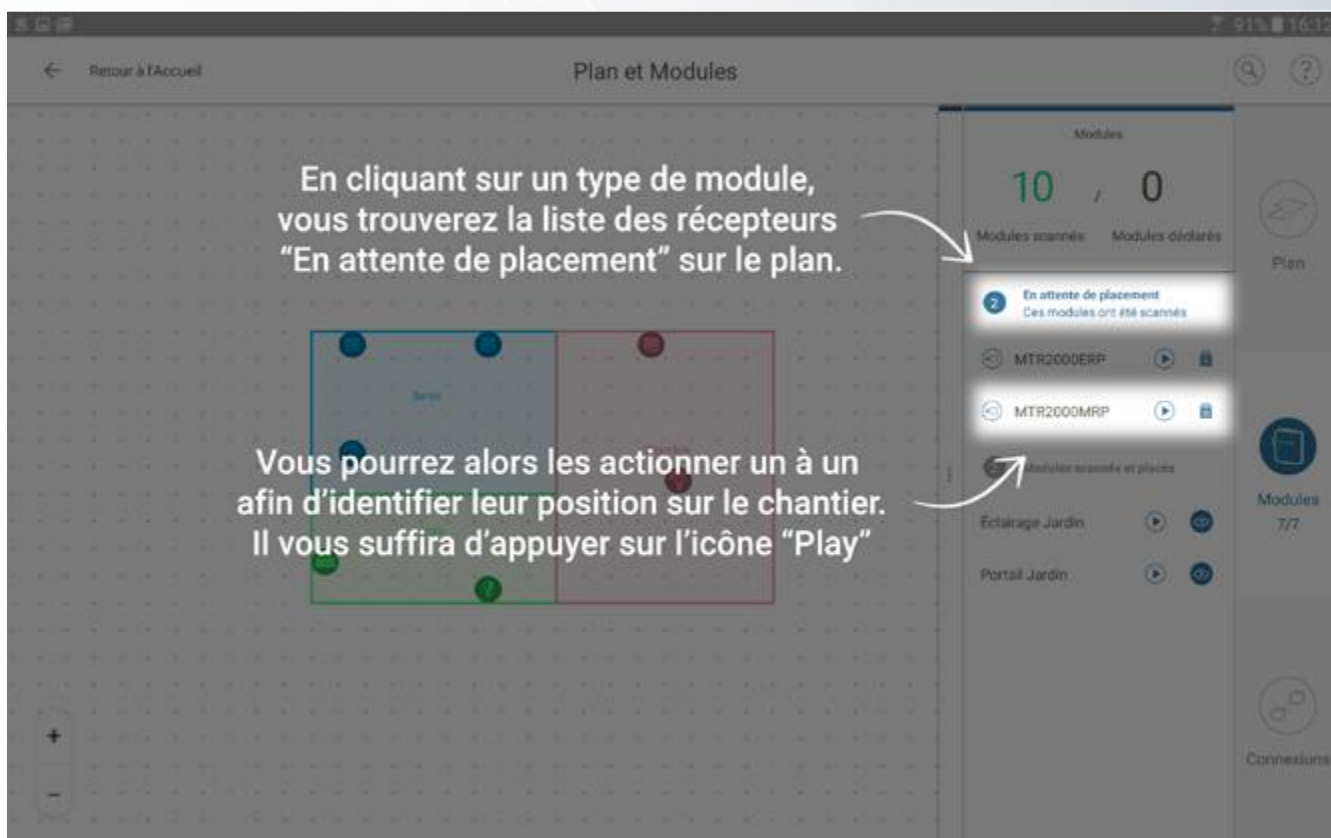 91% 16:12
Retour à l'Accueil
Plan et Modules
Modules
10 / 0
Modules scannés Modules déclarés
En cliquant sur un type de module,
vous trouverez la liste des récepteurs
“En attente de placement” sur le plan.
Plan
2 En attente de placement
Ces modules ont été scannés
MTR2000ERP
MTR2000MRP
Vous pourrez alors les actionner un à un
afin d’identifier leur position sur le chantier.
Il vous suffira d’appuyer sur l’icône “Play”
Modules scannés et placés
Modules
7/7
Éclairage Jardin
Portail Jardin
Connexions